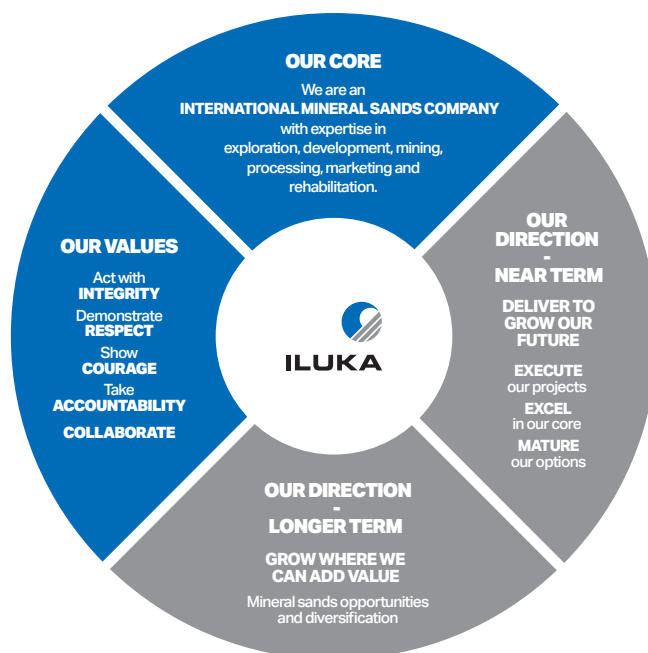 OUR CORE
We are an
INTERNATIONAL MINERAL SANDS COMPANY
with expertise in
exploration, development, mining,
processing, marketing and
rehabilitation.
OUR VALUES
Act with
INTEGRITY
Demonstrate
RESPECT
Show
COURAGE
Take
ACCOUNTABILITY
COLLABORATE
ILUKA
OUR
DIRECTION
-
NEAR TERM
DELIVER TO
GROW OUR
FUTURE
EXECUTE
our projects
EXCEL
in our core
MATURE
our options
OUR DIRECTION
-
LONGER TERM
GROW WHERE WE
CAN ADD VALUE
Mineral sands opportunities
and diversification